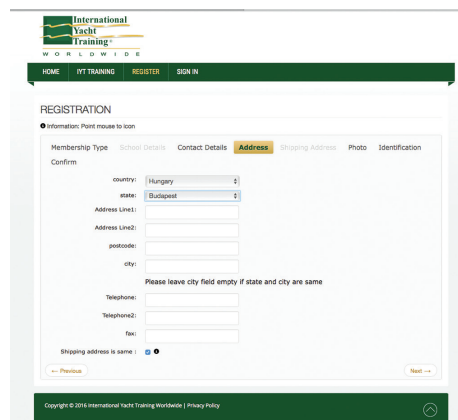 International
Yacht
Training
WORLDWIDE
HOME IYT TRAINING REGISTER SIGN IN
REGISTRATION
Information: Point mouse to icon
Membership Type School Details Contact Details Address Shipping Address Photo Identification
Confirm
country: Hungary
state: Budapest
Address Line1:
Address Line2:
postcode:
city:
Please leave city field empty if state and city are same
Telephone:
Telephone2:
fax:
Shipping address is same :
← Previous Next →
Copyright © 2016 International Yacht Training Worldwide | Privacy Policy